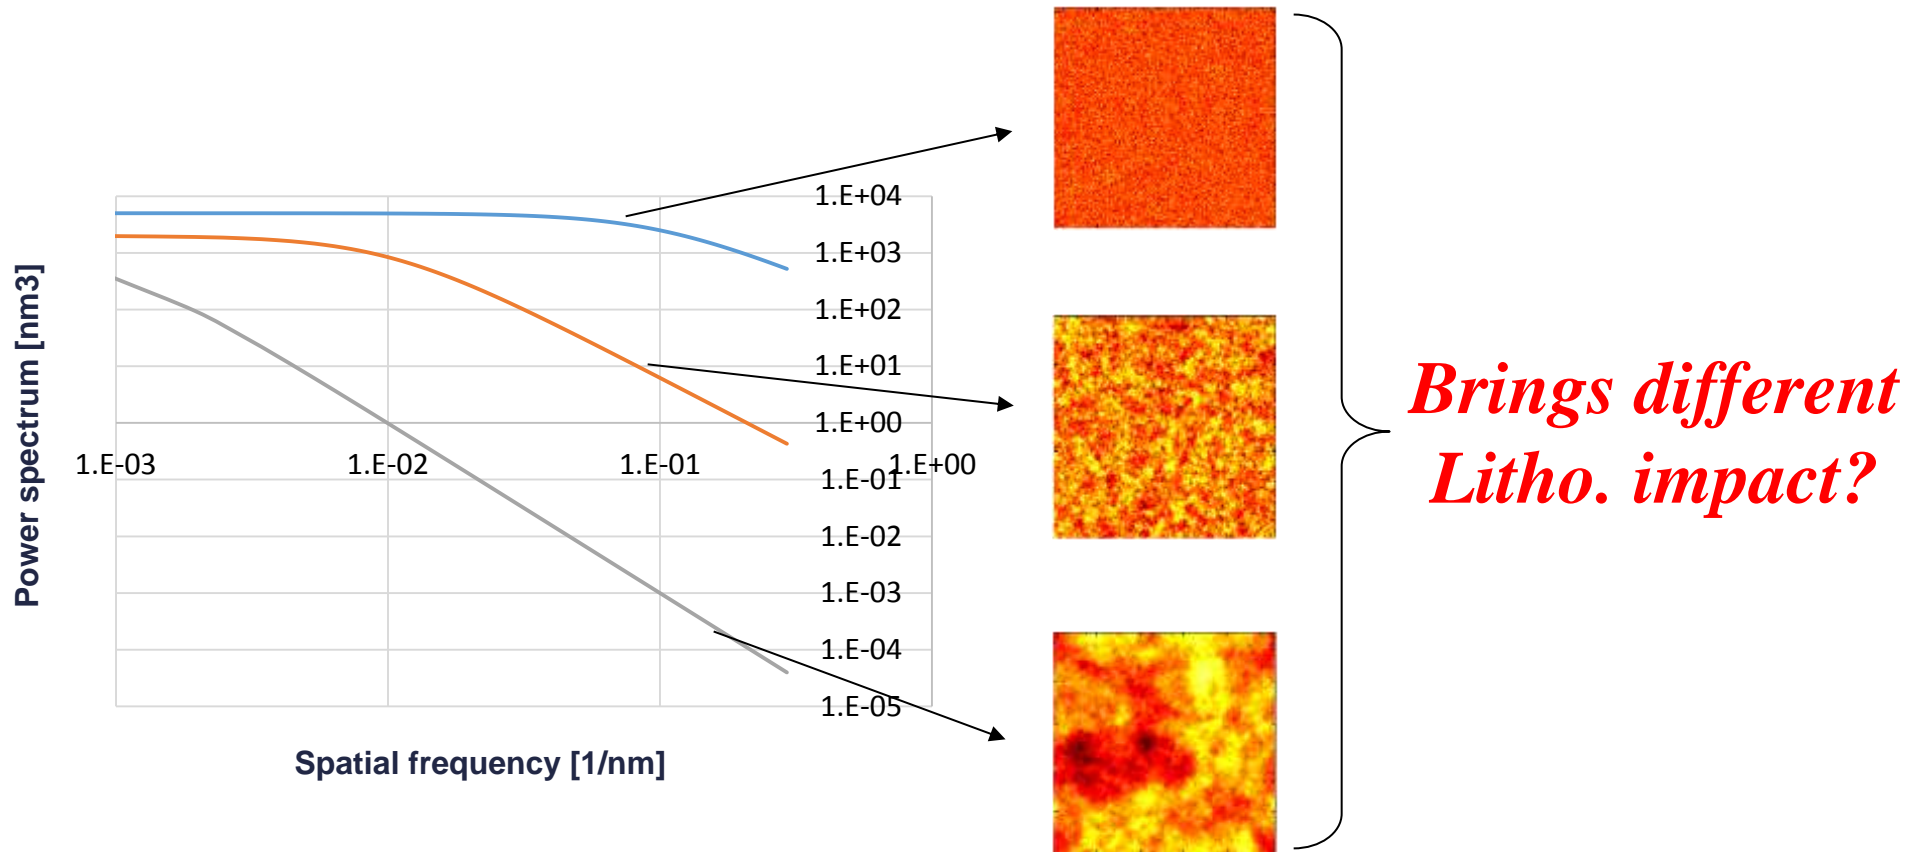 Power spectrum [nm3]
1.E+04
1.E+03
1.E+02
1.E+01
1.E+00
1.E-01
1.E-02
1.E-03
1.E-04
1.E-05
1.E-03
1.E-02
1.E-01
1.E+00
Spatial frequency [1/nm]
Brings different
Litho. impact?